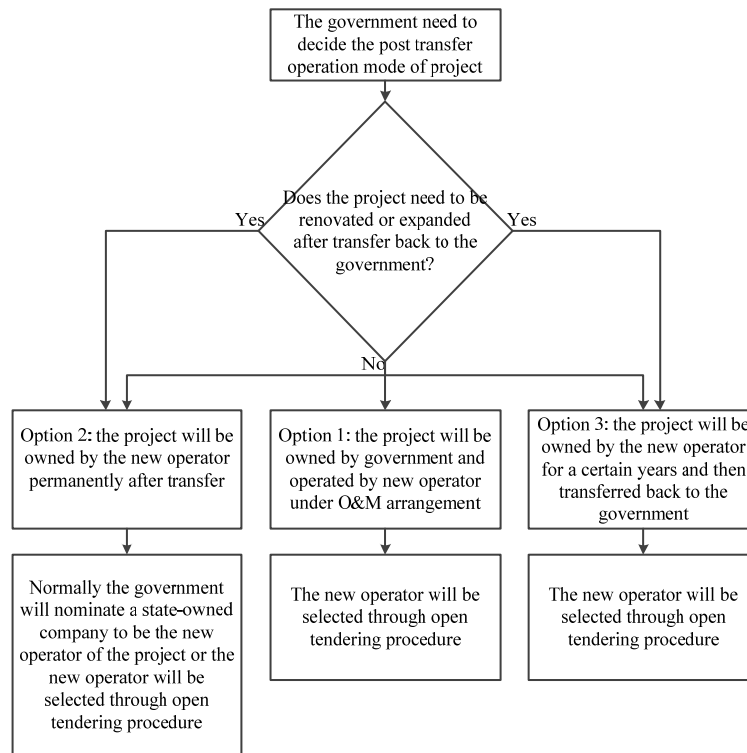 The government need to
decide the post transfer
operation mode of project
Does the project need to be
renovated or expanded
after transfer back to the
government?
Yes
Yes
No
Option 2: the project will be
owned by the new operator
permanently after transfer
Option 1: the project will be
owned by government and
operated by new operator
under O&M arrangement
Option 3: the project will be
owned by the new operator
for a certain years and then
transferred back to the
government
Normally the government
will nominate a state-owned
company to be the new
operator of the project or the
new operator will be
selected through open
tendering procedure
The new operator will be
selected through open
tendering procedure
The new operator will be
selected through open
tendering procedure